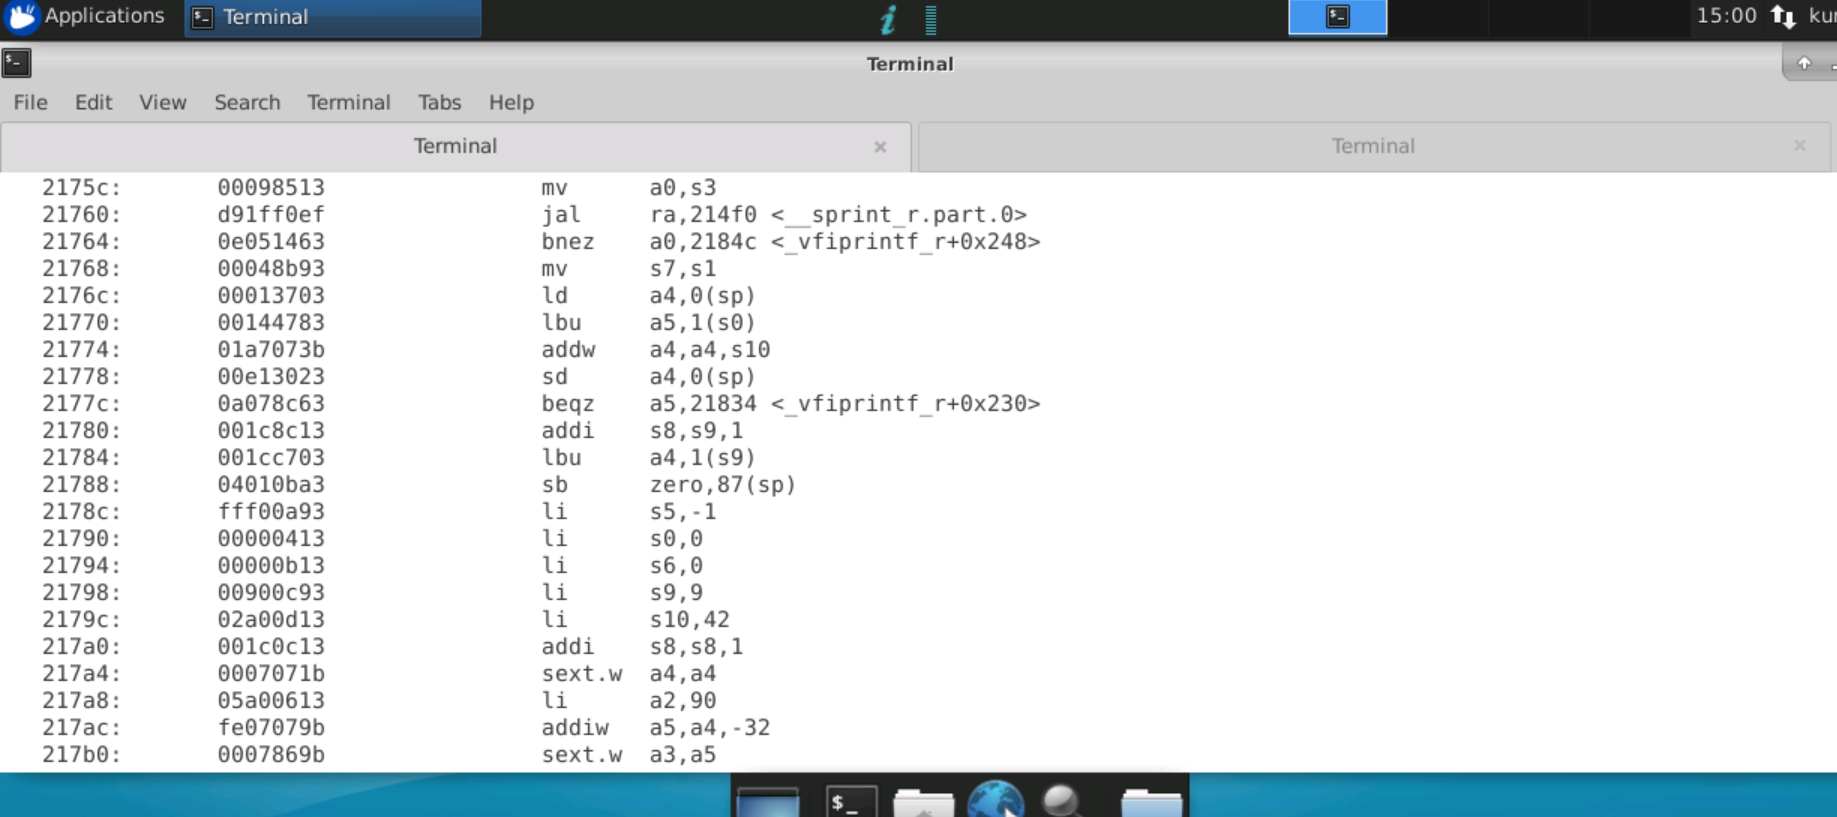 Applications Terminal 15:00
Terminal
File Edit View Search Terminal Tabs Help
Terminal Terminal
2175c: 00098513 mv a0,s3
21760: d91ff0ef jal ra,214f0 <__sprint_r.part.0>
21764: 0e051463 bnez a0,2184c <_vfiprintf_r+0x248>
21768: 00048b93 mv s7,s1
2176c: 00013703 ld a4,0(sp)
21770: 00144783 lbu a5,1(s0)
21774: 01a7073b addw a4,a4,s10
21778: 00e13023 sd a4,0(sp)
2177c: 0a078c63 beqz a5,21834 <_vfiprintf_r+0x230>
21780: 001c8c13 addi s8,s9,1
21784: 001cc703 lbu a4,1(s9)
21788: 04010ba3 sb zero,87(sp)
2178c: fff00a93 li s5,-1
21790: 00000413 li s0,0
21794: 00000b13 li s6,0
21798: 00900c93 li s9,9
2179c: 02a00d13 li s10,42
217a0: 001c0c13 addi s8,s8,1
217a4: 0007071b sext.w a4,a4
217a8: 05a00613 li a2,90
217ac: fe07079b addiw a5,a4,-32
217b0: 0007869b sext.w a3,a5